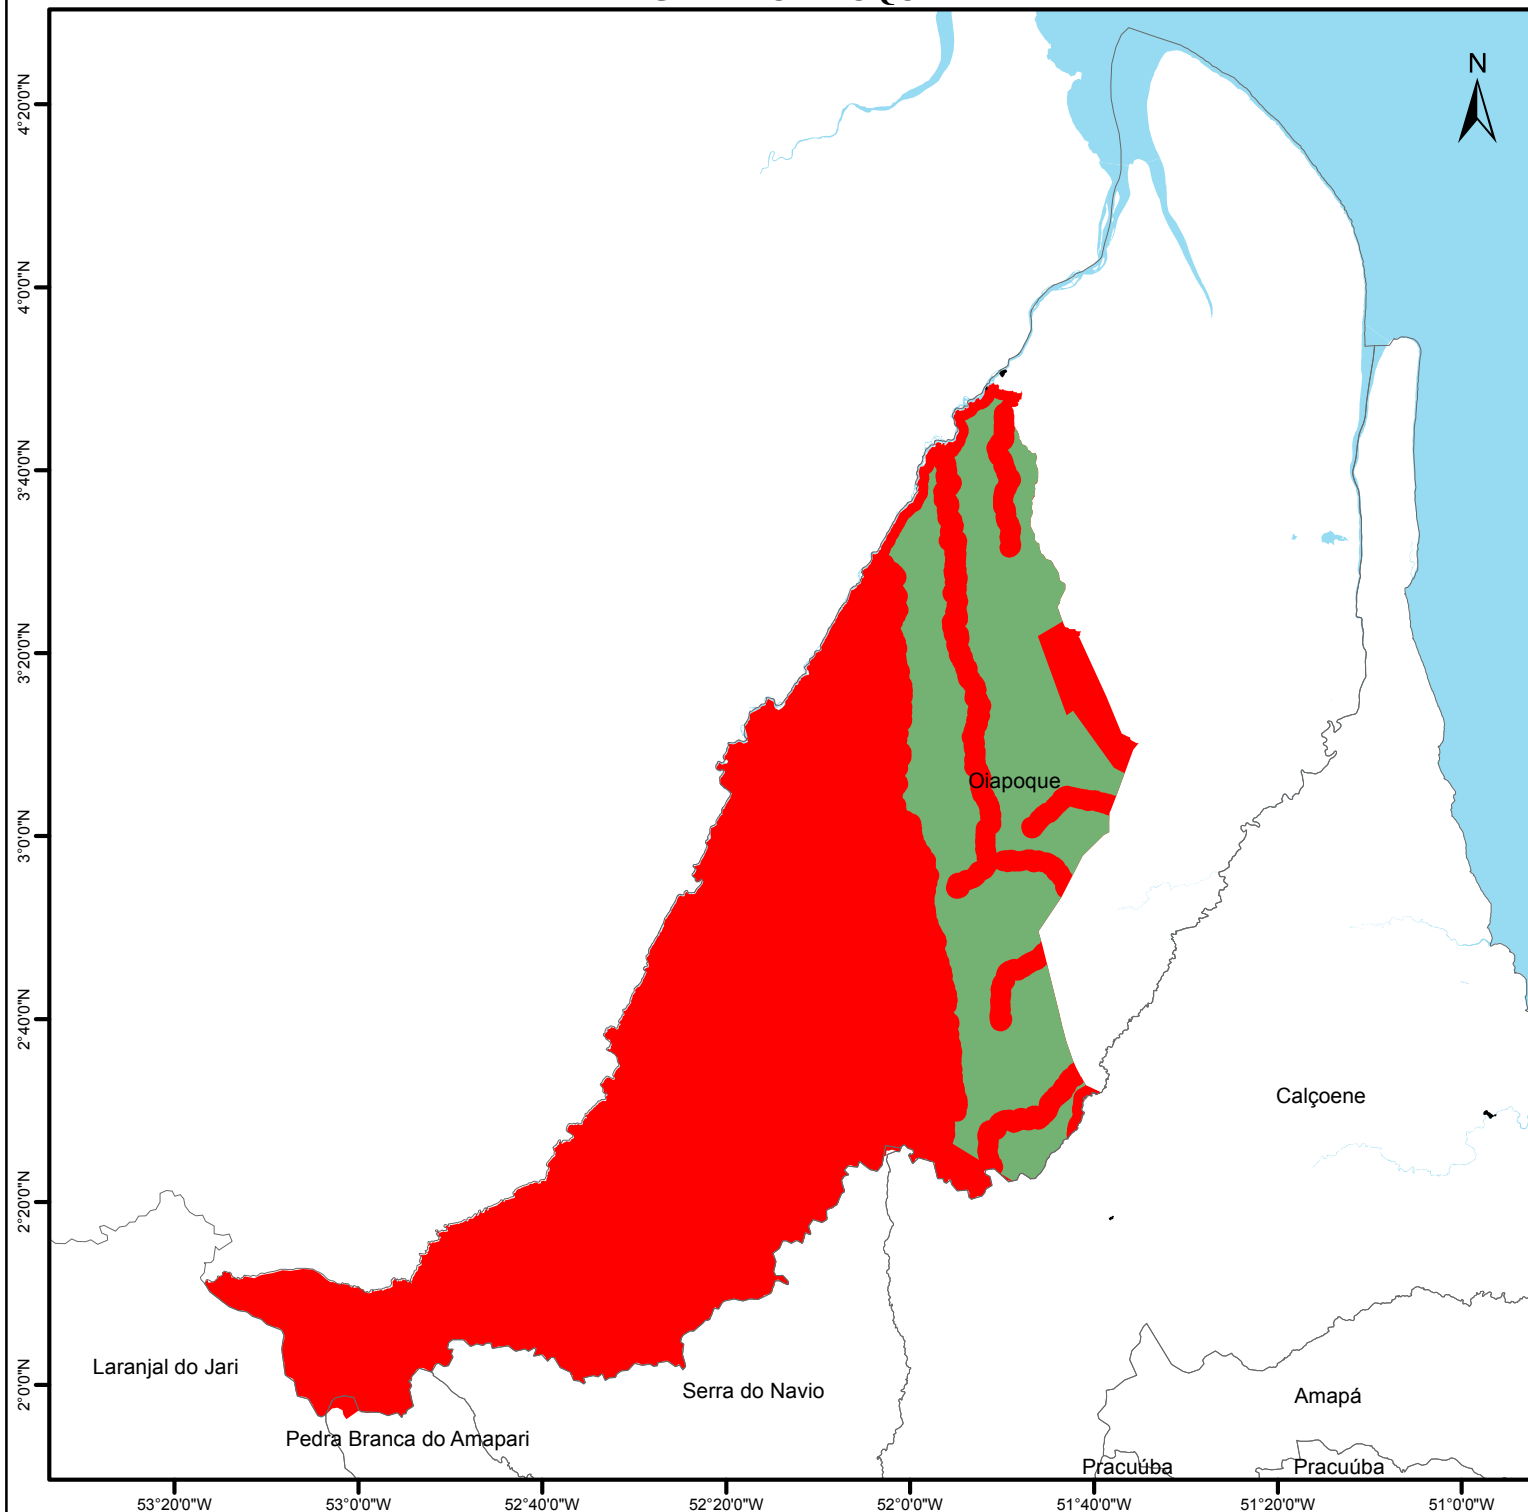 N
4°20'0"N
4°0'0"N
3°40'0"N
3°20'0"N
3°0'0"N
2°40'0"N
2°20'0"N
2°0'0"N
Oiapoque
Calçoene
Laranjal do Jari
Serra do Navio
Amapá
Pedra Branca do Amapari
Pracuúba
Pracuúba
53°20'0"W 53°0'0"W 52°40'0"W 52°20'0"W 52°0'0"W 51°40'0"W 51°20'0"W 51°0'0"W